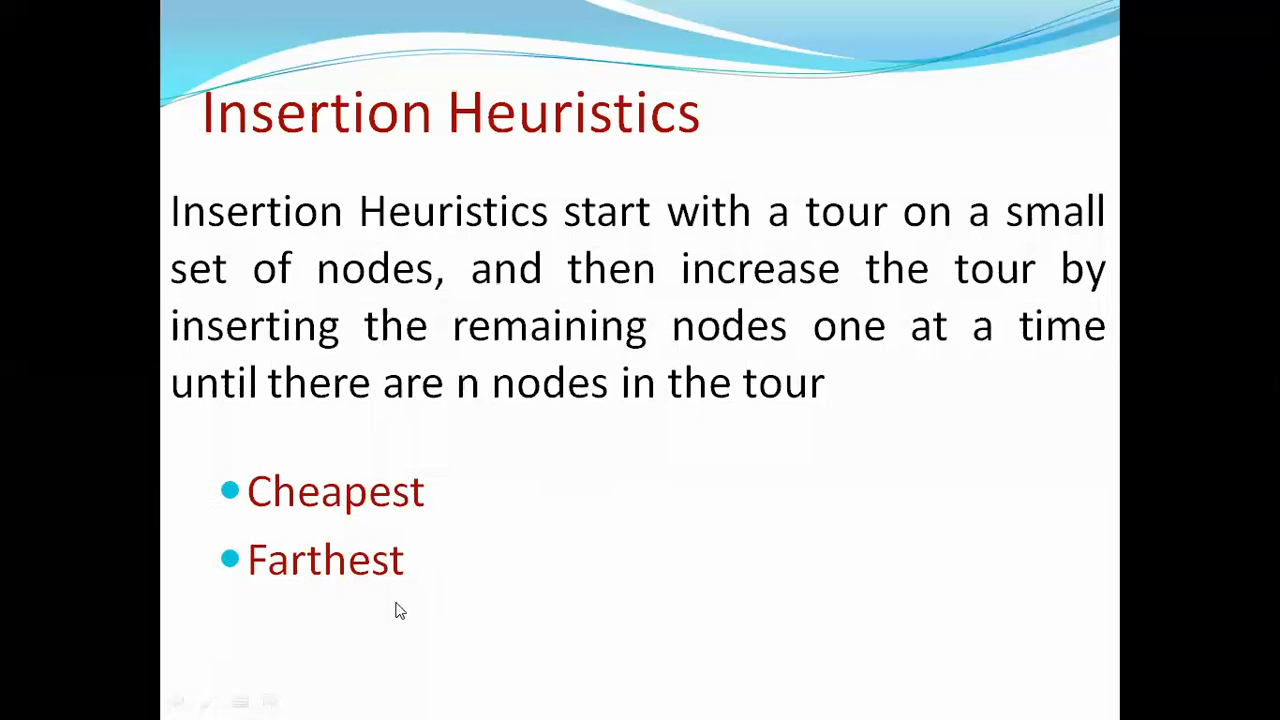 Insertion Heuristics
Insertion Heuristics start with a tour on a small
set of nodes, and then increase the tour by
inserting the remaining nodes one at a time
until there are n nodes in the tour
Cheapest
Farthest